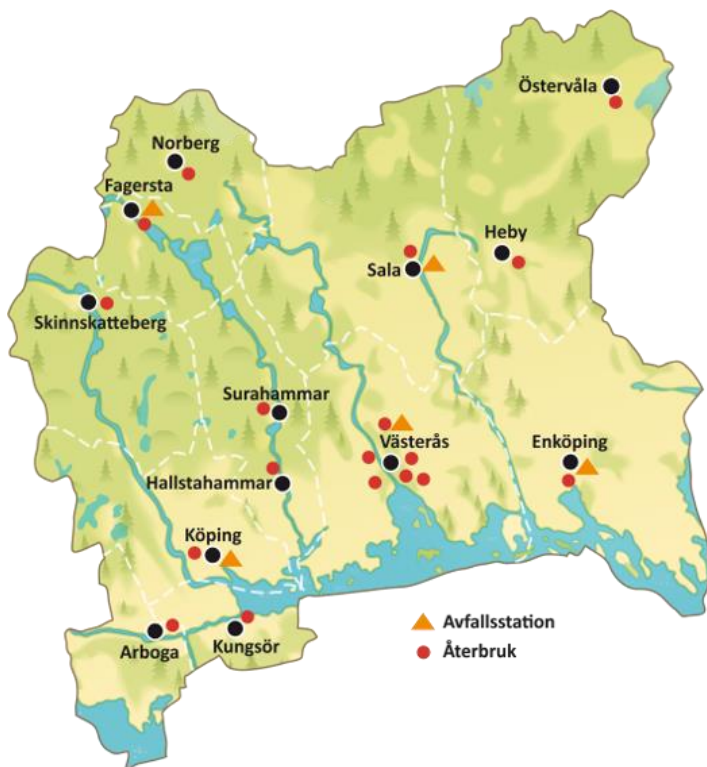 Östervåla
Norberg
Fagersta
Heby
Sala
Skinnskatteberg
Surahammar
Västerås
Enköping
Hallstahammar
Köping
Avfallsstation
Arboga
Kungsör
Återbruk